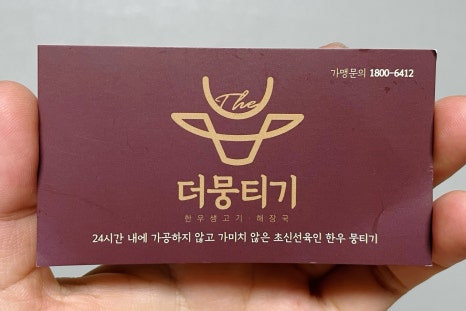 가맹문의 1800-6412
The
더뭉티기
한우생고기·해장국
24시간 내에 가공하지 않고 가미치 않은 초신선육인 한우 뭉티기